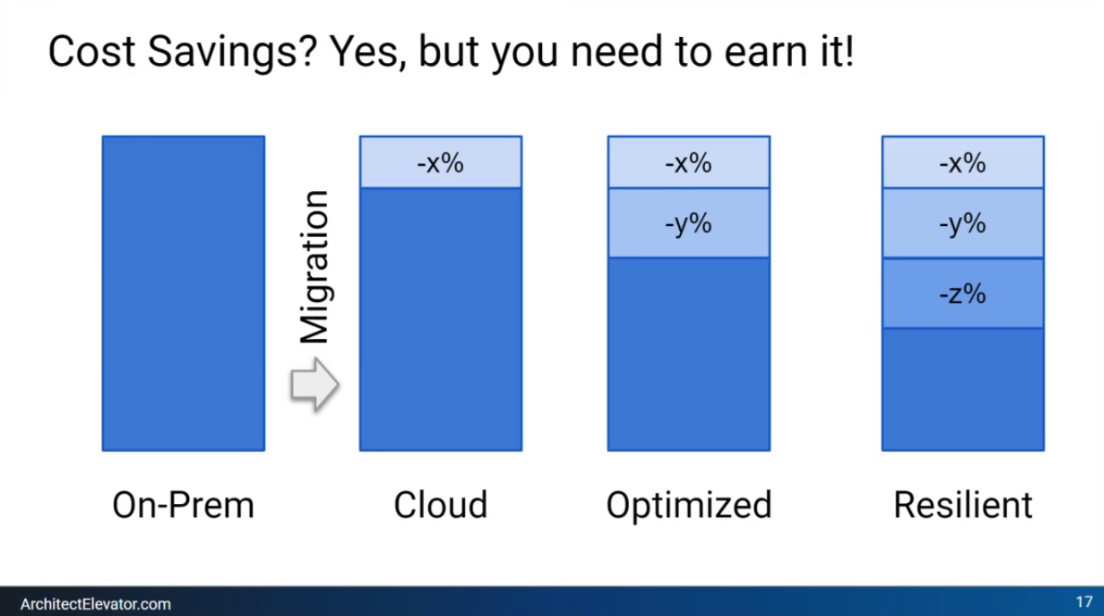 Cost Savings? Yes, but you need to earn it!
Migration
-x%
-x%
-y%
-x%
-y%
-z%
On-Prem
Cloud
Optimized
Resilient
ArchitectElevator.com
17